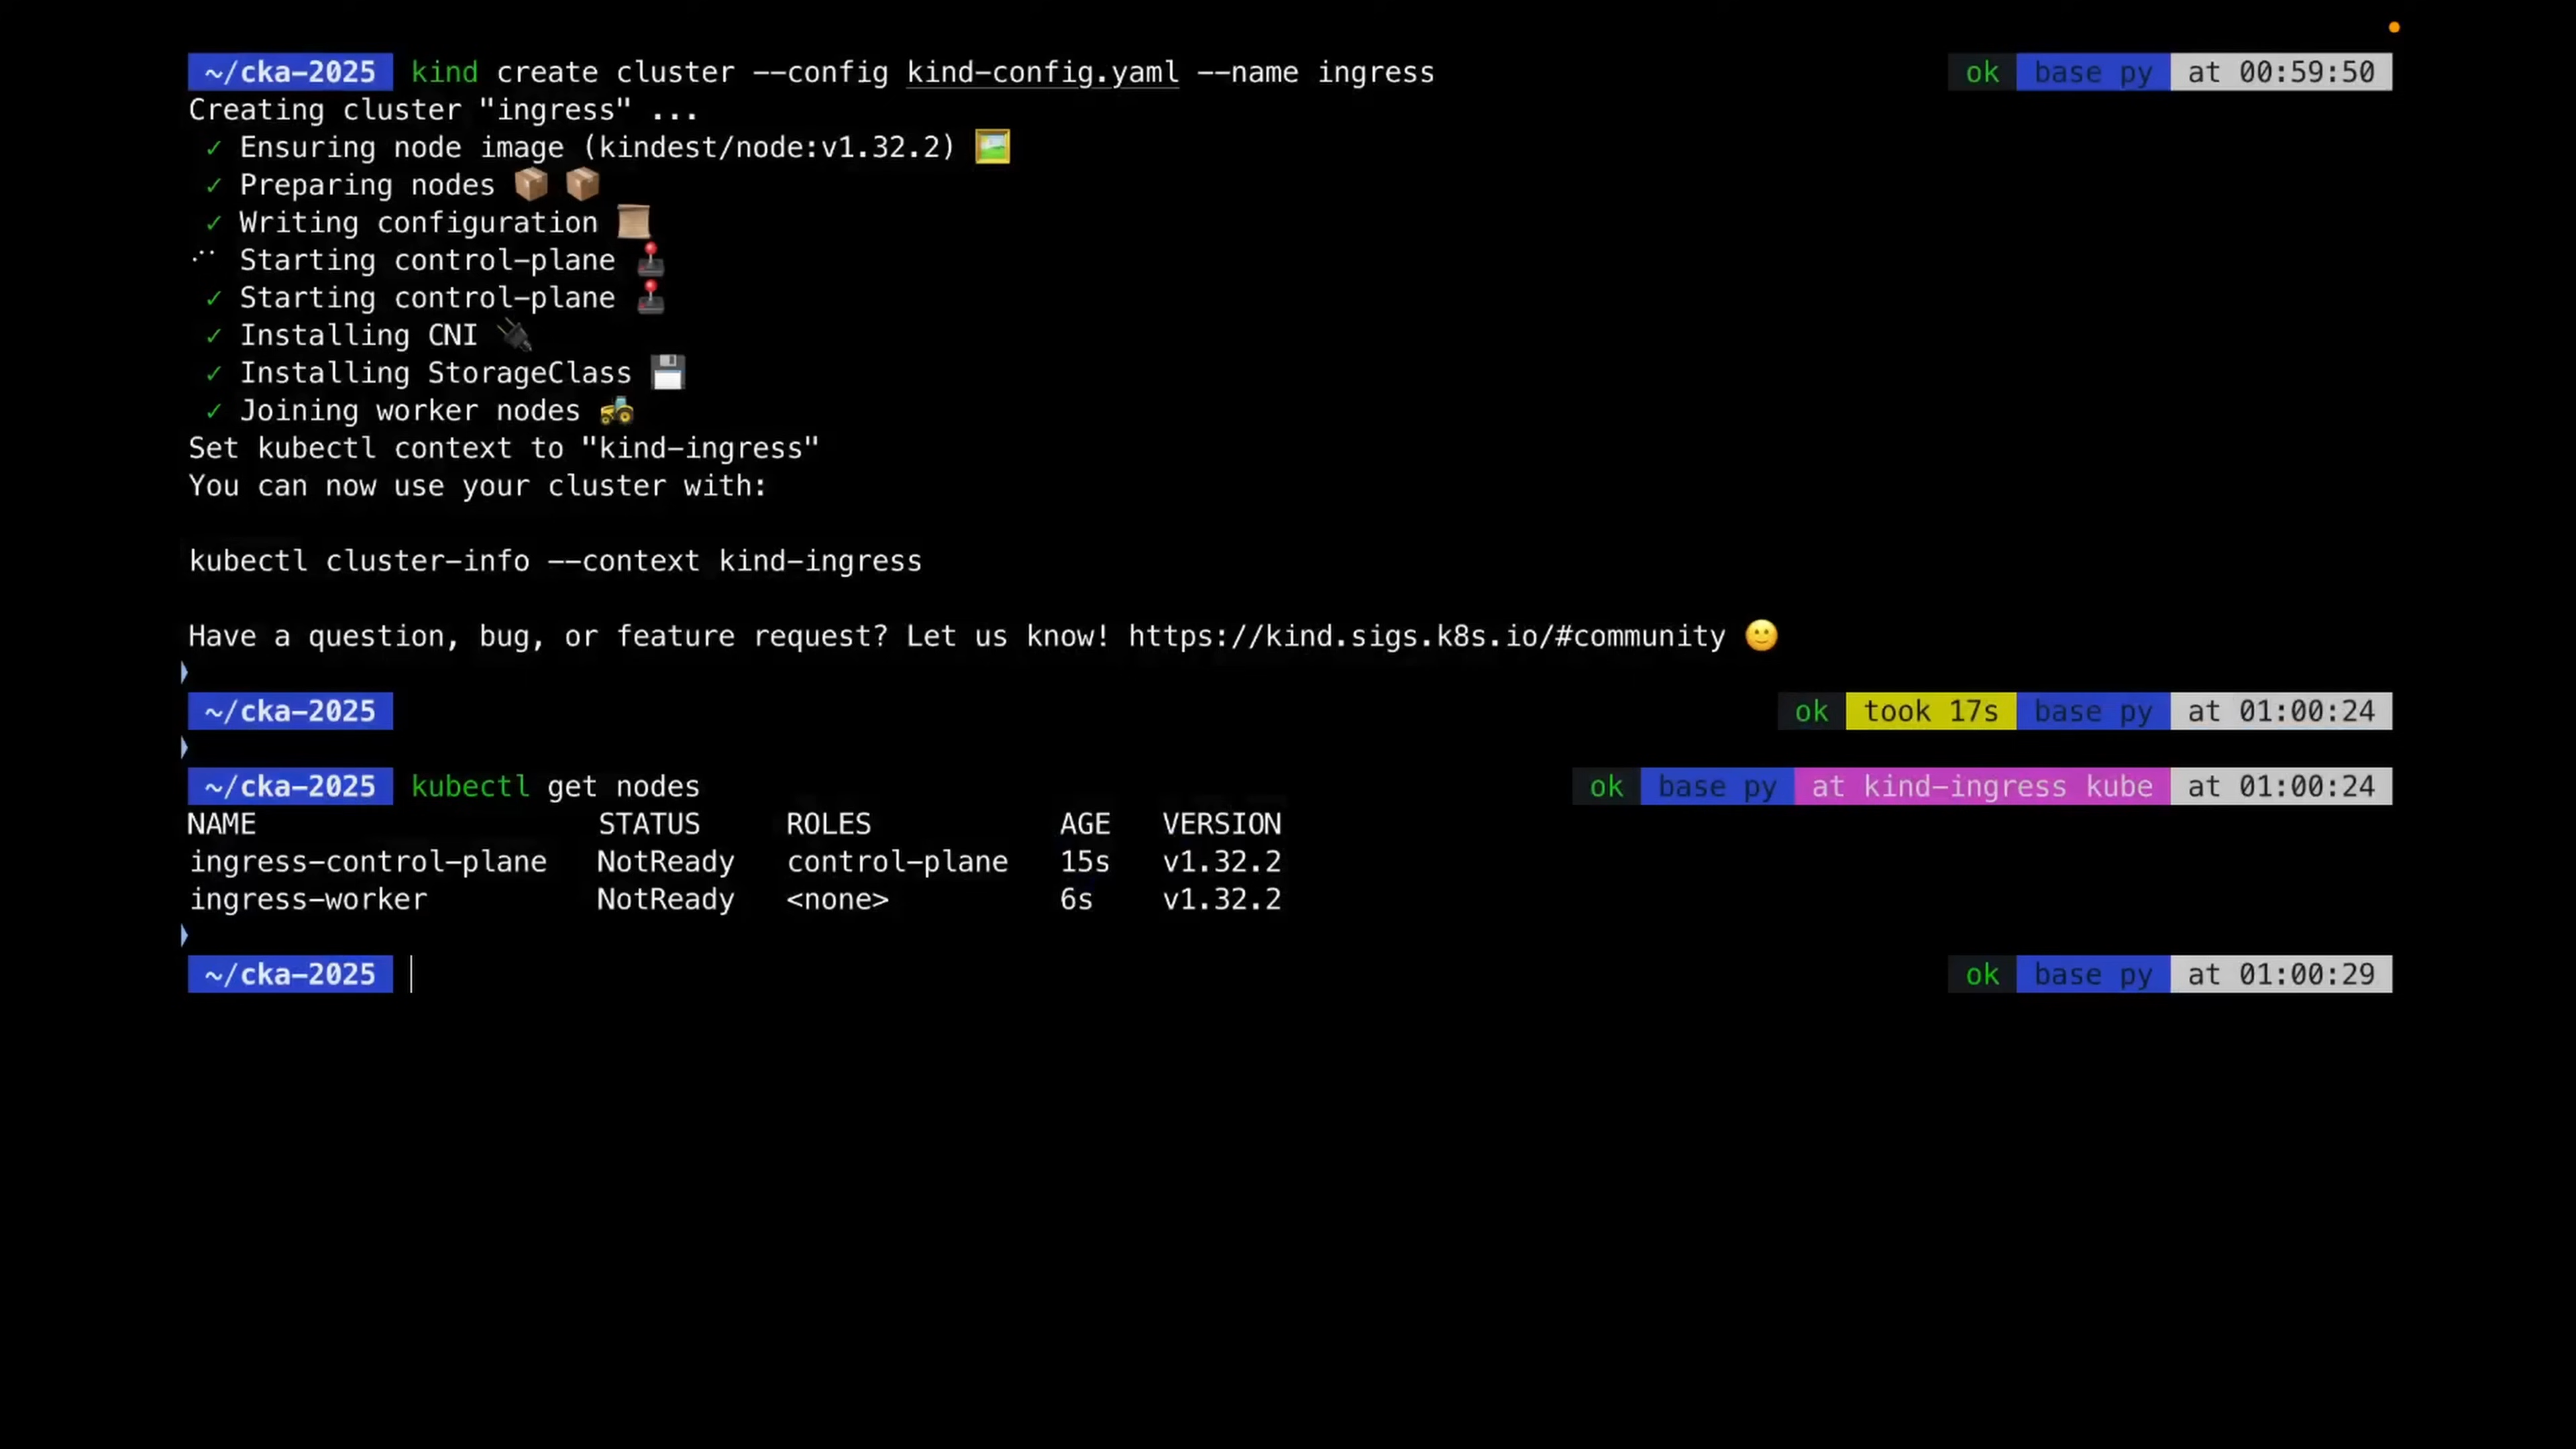 ~/cka-2025 kind create cluster --config kind-config.yaml --name ingress ok base py at 00:59:50
Creating cluster "ingress" ...
✓ Ensuring node image (kindest/node:v1.32.2) 🖼
✓ Preparing nodes 📦 📦
✓ Writing configuration 📜
Starting control-plane 🕹
✓ Starting control-plane 🕹
✓ Installing CNI 🔌
✓ Installing StorageClass 💾
✓ Joining worker nodes 🚜
Set kubectl context to "kind-ingress"
You can now use your cluster with:
kubectl cluster-info --context kind-ingress
Have a question, bug, or feature request? Let us know! https://kind.sigs.k8s.io/#community 🙂
~/cka-2025 ok took 17s base py at 01:00:24
~/cka-2025 kubectl get nodes ok base py at kind-ingress kube at 01:00:24
NAME STATUS ROLES AGE VERSION
ingress-control-plane NotReady control-plane 15s v1.32.2
ingress-worker NotReady <none> 6s v1.32.2
~/cka-2025 ok base py at 01:00:29